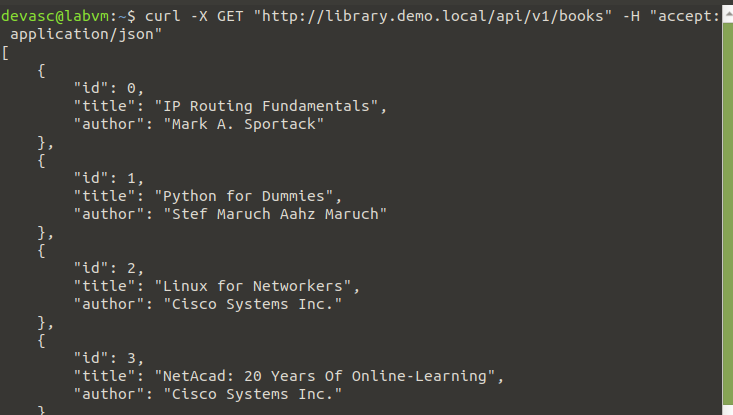 devasc@labvm:~$ curl -X GET "http://library.demo.local/api/v1/books" -H "accept:
 application/json"
[
    {
        "id": 0,
        "title": "IP Routing Fundamentals",
        "author": "Mark A. Sportack"
    },
    {
        "id": 1,
        "title": "Python for Dummies",
        "author": "Stef Maruch Aahz Maruch"
    },
    {
        "id": 2,
        "title": "Linux for Networkers",
        "author": "Cisco Systems Inc."
    },
    {
        "id": 3,
        "title": "NetAcad: 20 Years Of Online-Learning",
        "author": "Cisco Systems Inc."
    }